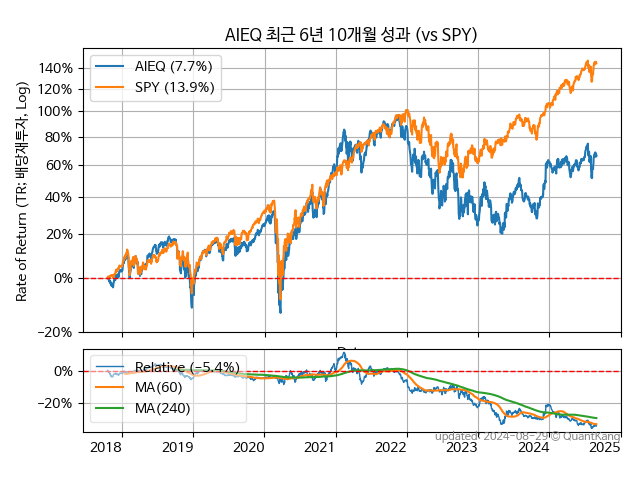 AIEQ 최근 6년 10개월 성과 (vs SPY)
Rate of Return (TR: 배당재투자, Log)
AIEQ (7.7%)
SPY (13.9%)
140%
120%
100%
80%
60%
40%
20%
0%
−20%
Relative (−5.4%)
MA(60)
MA(240)
0%
−20%
updated: 2024-08-29 © QuantKang
2018 2019 2020 2021 2022 2023 2024 2025